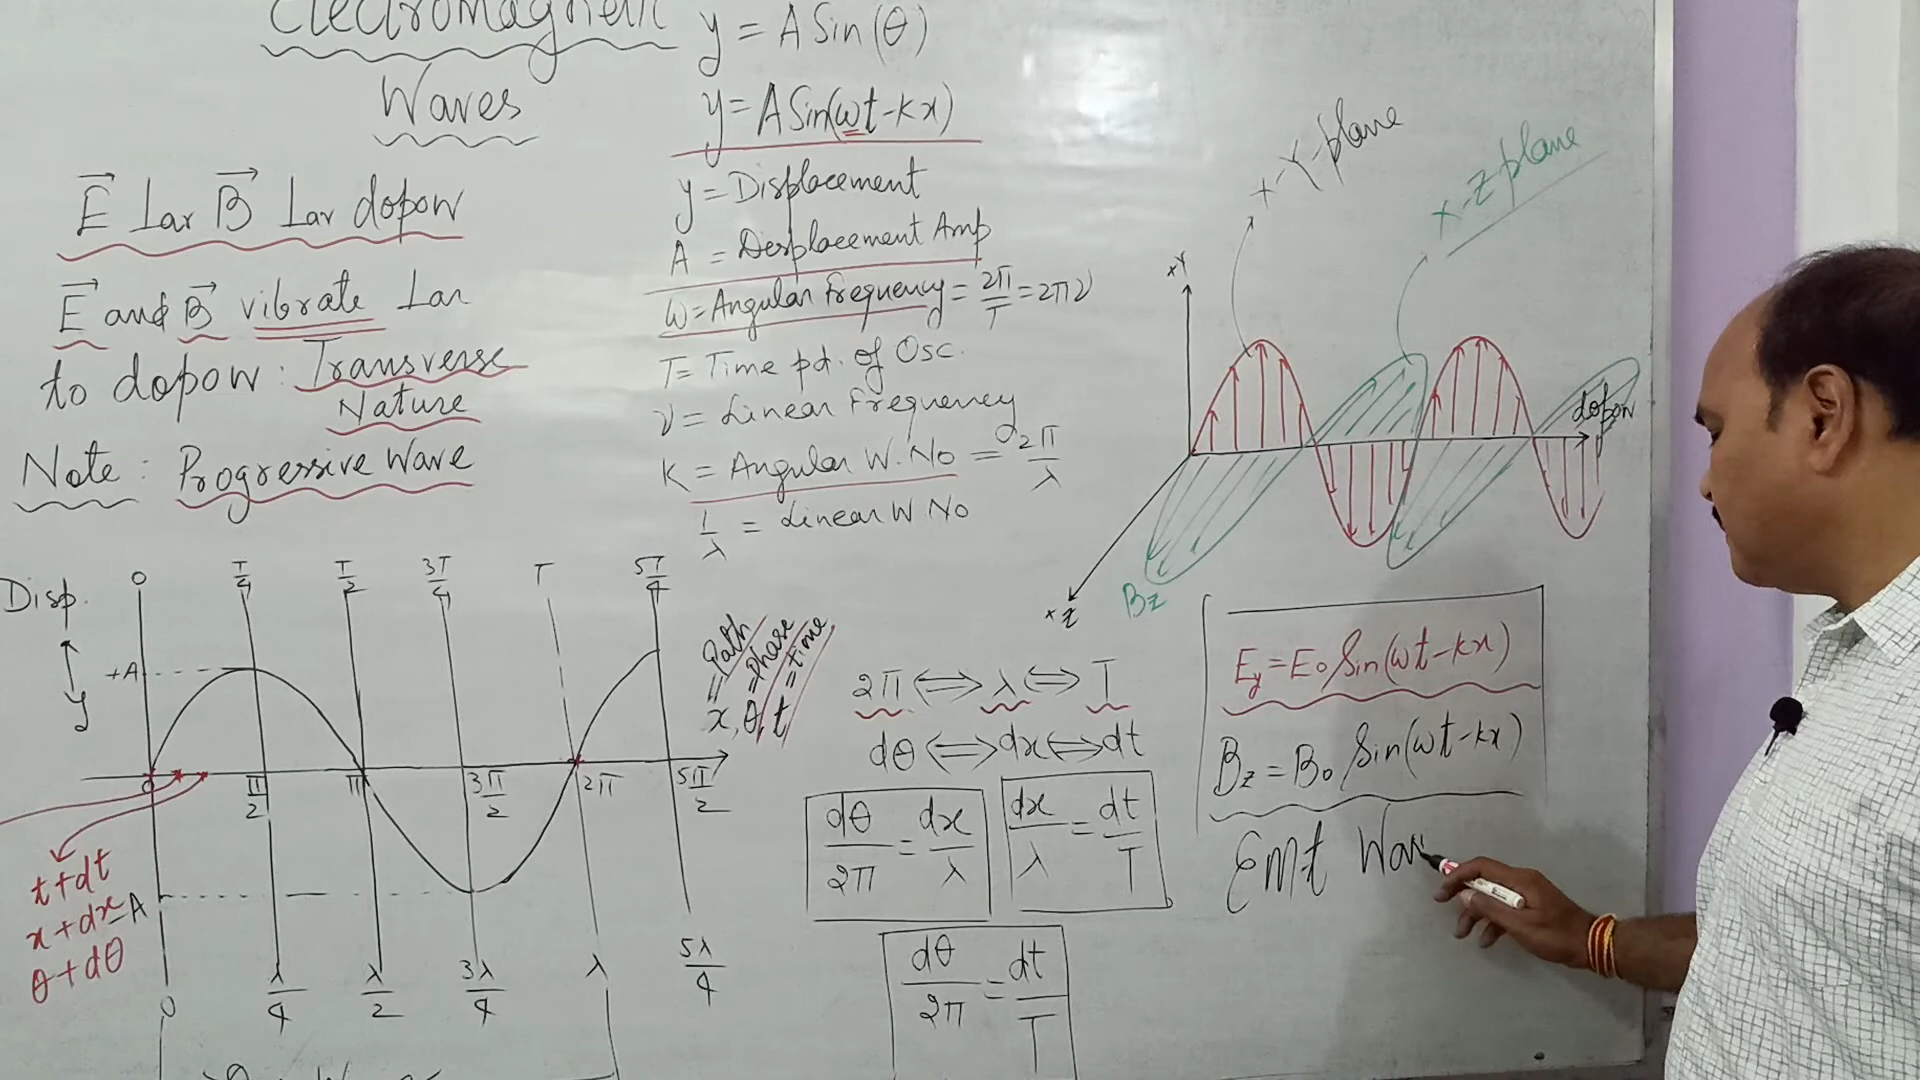 Electromagnetic
Waves
E⃗ Lar B⃗ Lar dopow
E⃗ and B⃗ vibrate Lar
to dopow: Transverse
Nature
Note: Progressive Wave
y = A Sin(θ)
y = A Sin(ωt-kx)
y = Displacement
A = Displacement Amp
ω = Angular Frequency = 2π/T = 2πν
T = Time pd. of Osc.
ν = Linear Frequency
K = Angular W.No = 2π/λ
1/λ = Linear W No
Disp.
y
0 T/4 T/2 3T/4 T 5T/4
+A
0 π/2 π 3π/2 2π 5π/2
-A
0 λ/4 λ/2 3λ/4 λ 5λ/4
t+dt
x+dx
θ+dθ
x, θ, t
= Path
= Phase
= time
2π ⟺ λ ⟺ T
dθ ⟺ dx ⟺ dt
dθ/2π = dx/λ
dx/λ = dt/T
dθ/2π = dt/T
X-Y-plane
X-Z plane
+Y
dopow
Bz
+Z
Ey = E₀ Sin(ωt-kx)
Bz = B₀ Sin(ωt-kx)
EMt Wav